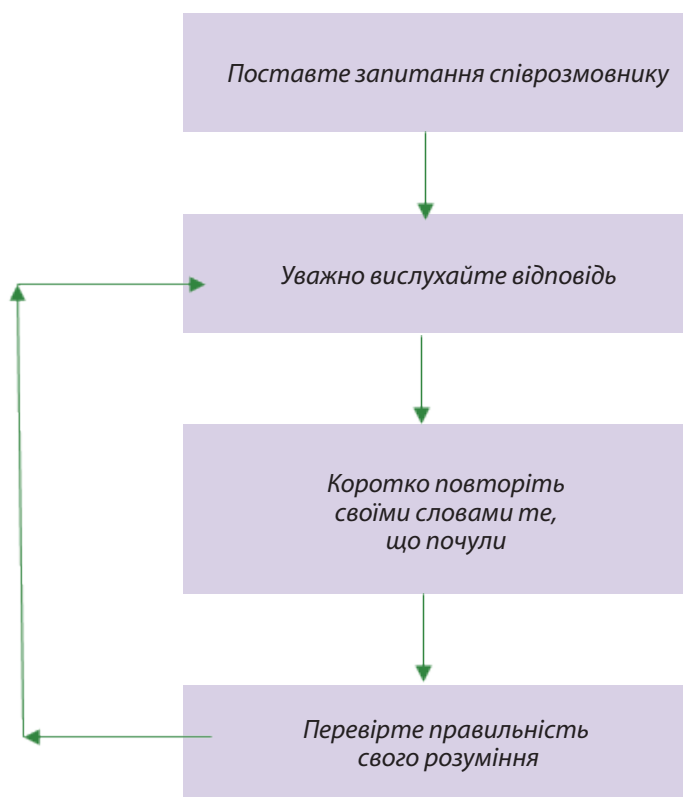 Поставте запитання співрозмовнику
Уважно вислухайте відповідь
Коротко повторіть
своїми словами те,
що почули
Перевірте правильність
свого розуміння